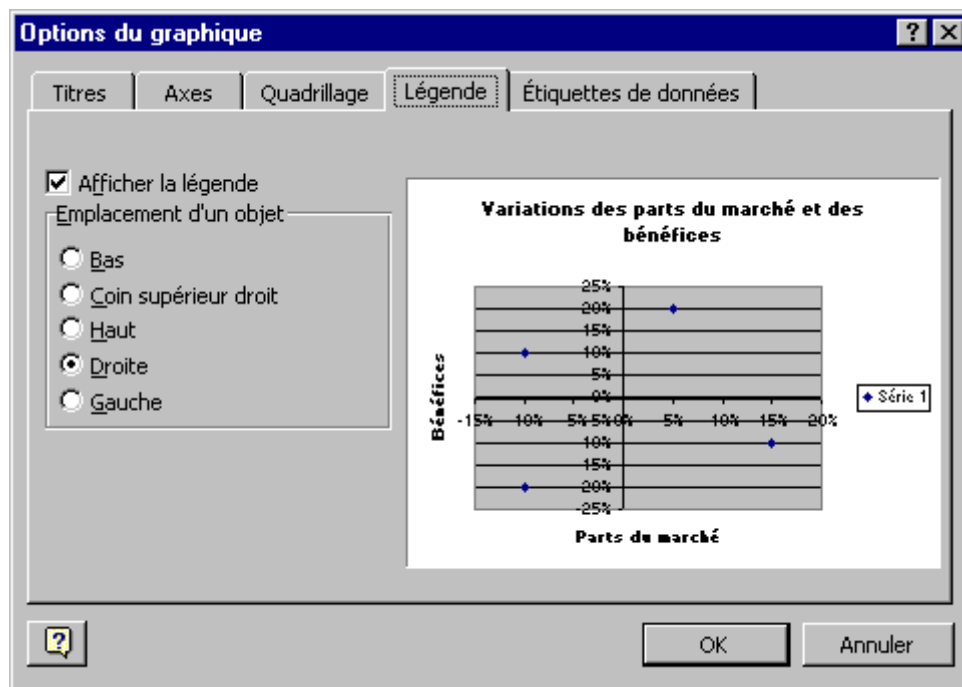 Options du graphique
Titres Axes Quadrillage Légende Étiquettes de données
Afficher la légende
Emplacement d'un objet
Bas
Coin supérieur droit
Haut
Droite
Gauche
Variations des parts du marché et des
bénéfices
Bénéfices
25%
20%
15%
10%
5%
0%
-15% -10% -5% -5% 0% 5% 10% 15% 20%
-10%
-15%
-20%
-25%
Série 1
Parts du marché
OK Annuler